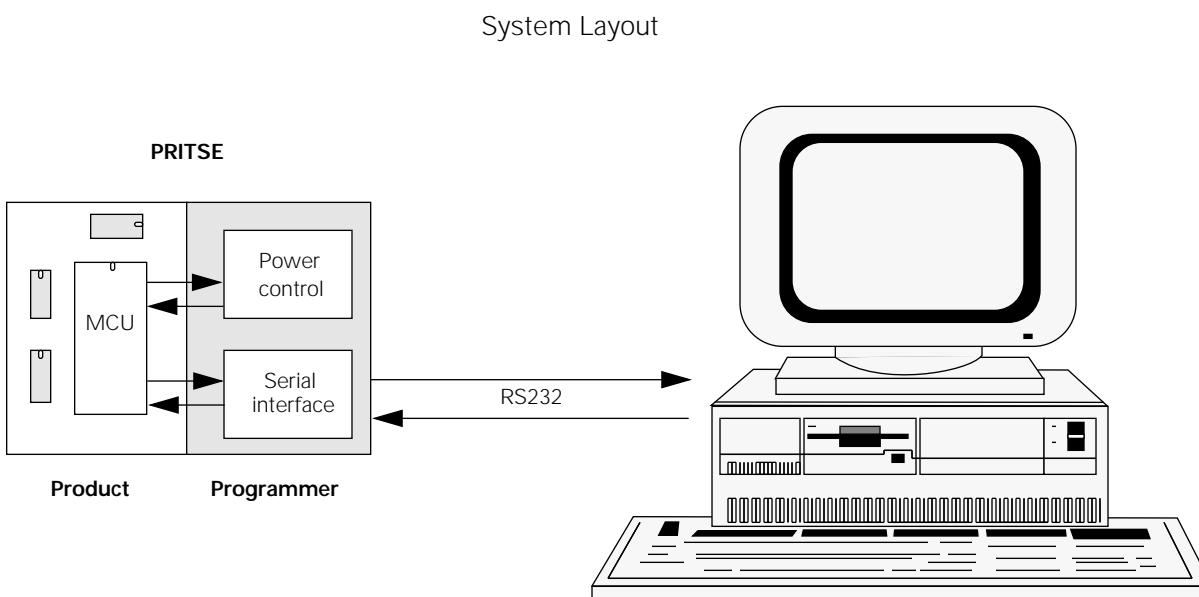 System Layout
PRITSE
Power
control
MCU
Serial
interface
RS232
Product
Programmer